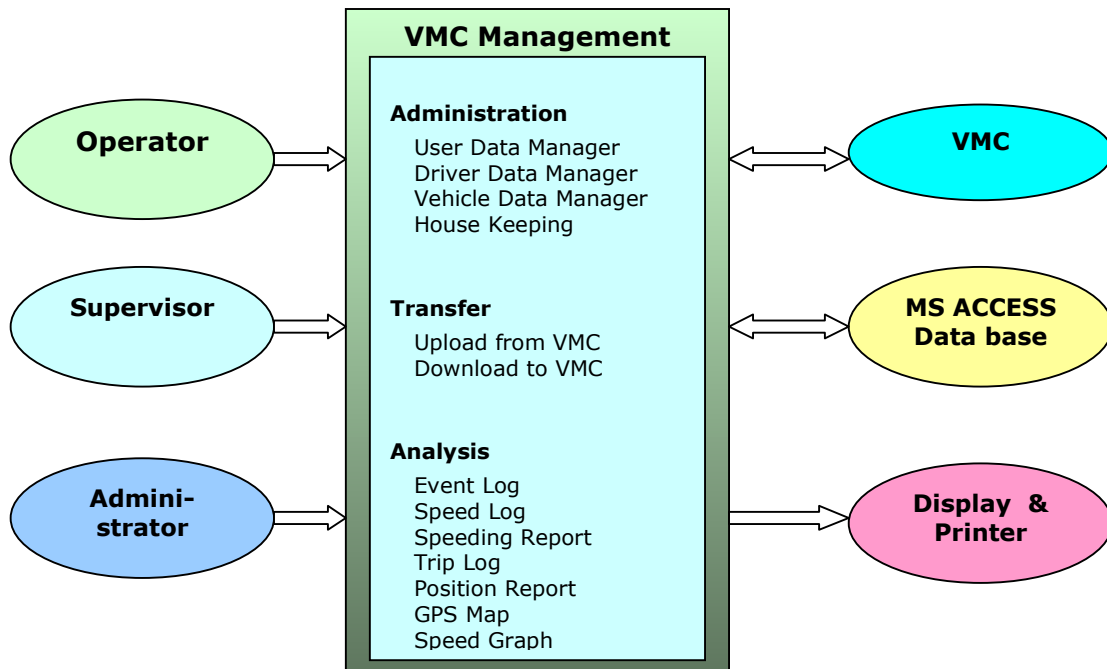 VMC Management
Operator
Supervisor
Admini-
strator
Administration
User Data Manager
Driver Data Manager
Vehicle Data Manager
House Keeping
Transfer
Upload from VMC
Download to VMC
Analysis
Event Log
Speed Log
Speeding Report
Trip Log
Position Report
GPS Map
Speed Graph
VMC
MS ACCESS
Data base
Display &
Printer